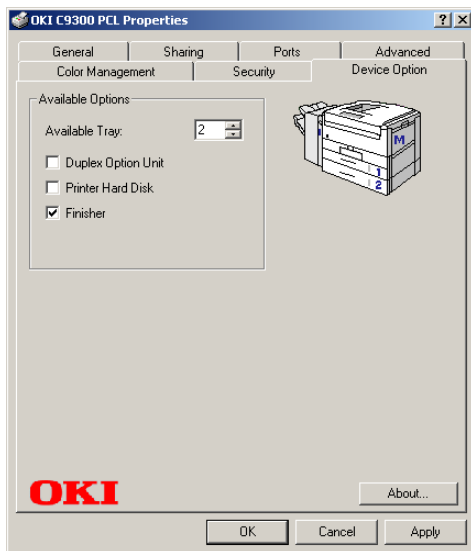 OKI C9300 PCL Properties
General Sharing Ports Advanced
Color Management Security Device Option
Available Options
Available Tray: 2
Duplex Option Unit
Printer Hard Disk
Finisher
M
1
2
OKI
About...
OK Cancel Apply